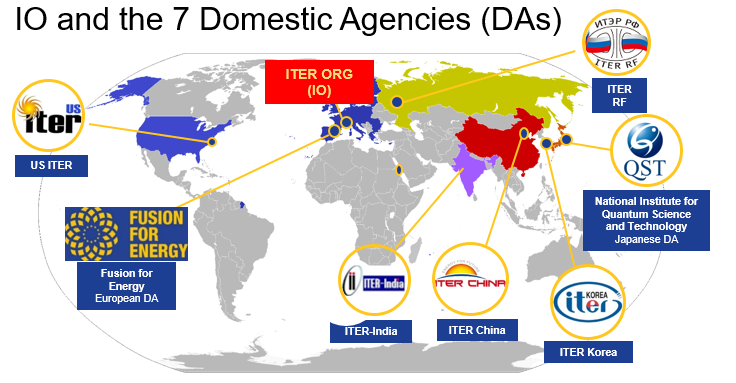 IO and the 7 Domestic Agencies (DAs)
ИТЭР РФ
ITER RF
ITER ORG
(IO)
ITER
RF
US
iter
US ITER
QST
National Institute for
Quantum Science
and Technology
Japanese DA
FUSION
FOR
ENERGY
Fusion for
Energy
European DA
ITER-India
ITER-India
ITER CHINA
ITER China
KOREA
iter
ITER Korea